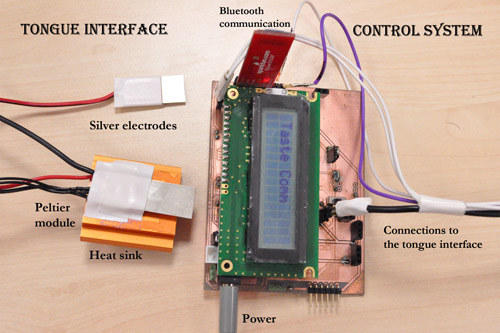 Bluetooth
communication
TONGUE INTERFACE
CONTROL SYSTEM
Silver electrodes
Taste Comm
Peltier
module
Heat sink
Connections to
the tongue interface
Power